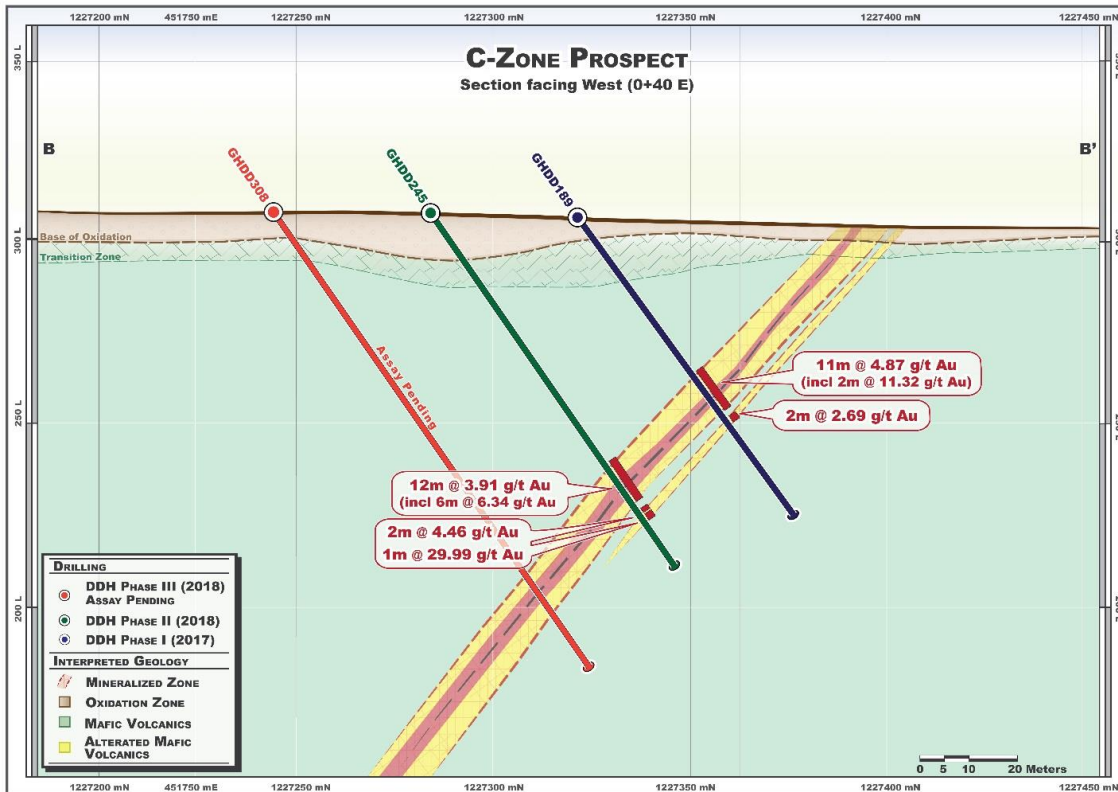 1227200 mN
451750 mE
1227250 mN
1227300 mN
1227350 mN
1227400 mN
1227450 mN
C-Zone Prospect
Section facing West (0+40 E)
350 L
B
B'
GHDD308
GHDD245
GHDD189
300 L
Base of Oxidation
Transition Zone
Assay Pending
11m @ 4.87 g/t Au
(incl 2m @ 11.32 g/t Au)
2m @ 2.69 g/t Au
250 L
12m @ 3.91 g/t Au
(incl 6m @ 6.34 g/t Au
2m @ 4.46 g/t Au
1m @ 29.99 g/t Au
200 L
Drilling
DDH Phase III (2018)
Assay Pending
DDH Phase II (2018)
DDH Phase I (2017)
Interpreted Geology
Mineralized Zone
Oxidation Zone
Mafic Volcanics
Alterated Mafic
Volcanics
0 5 10 20 Meters
1227200 mN
451750 mE
1227250 mN
1227300 mN
1227350 mN
1227400 mN
1227450 mN